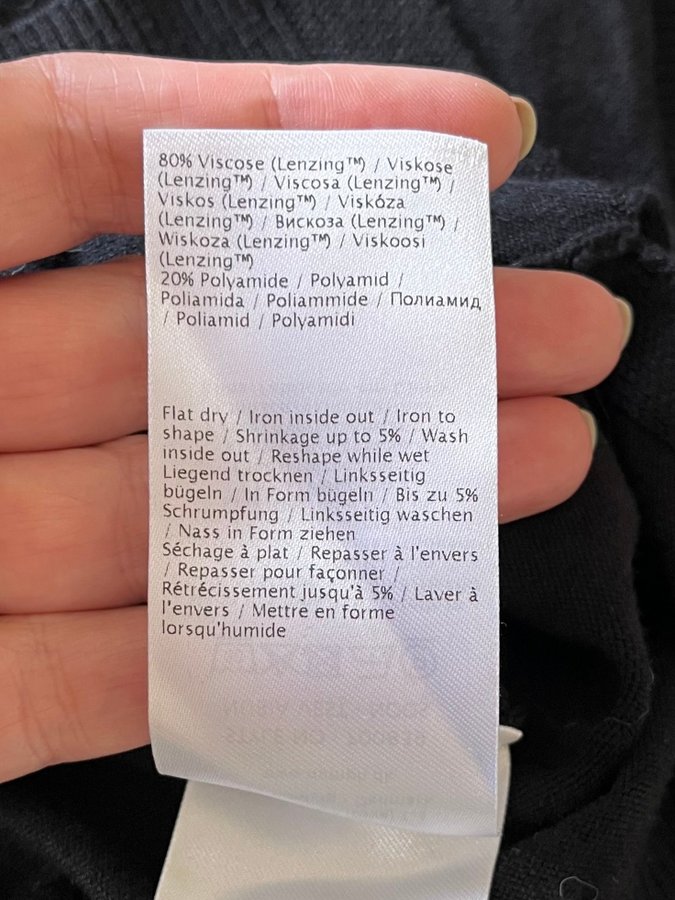 80% Viscose (Lenzing™) / Viskose
(Lenzing™) / Viscosa (Lenzing™) /
Viskos (Lenzing™) / Viskóza
(Lenzing™) / Вискоза (Lenzing™) /
Wiskoza (Lenzing™) / Viskoosi
(Lenzing™)
20% Polyamide / Polyamid /
Poliamida / Poliammide / Полиамид
/ Poliamid / Polyamidi
Flat dry / Iron inside out / Iron to
shape / Shrinkage up to 5% / Wash
inside out / Reshape while wet
Liegend trocknen / Linksseitig
bügeln / In Form bügeln / Bis zu 5%
Schrumpfung / Linksseitig waschen
/ Nass in Form ziehen
Séchage à plat / Repasser à l'envers
/ Repasser pour façonner /
Rétrécissement jusqu'à 5% / Laver à
l'envers / Mettre en forme
lorsqu'humide